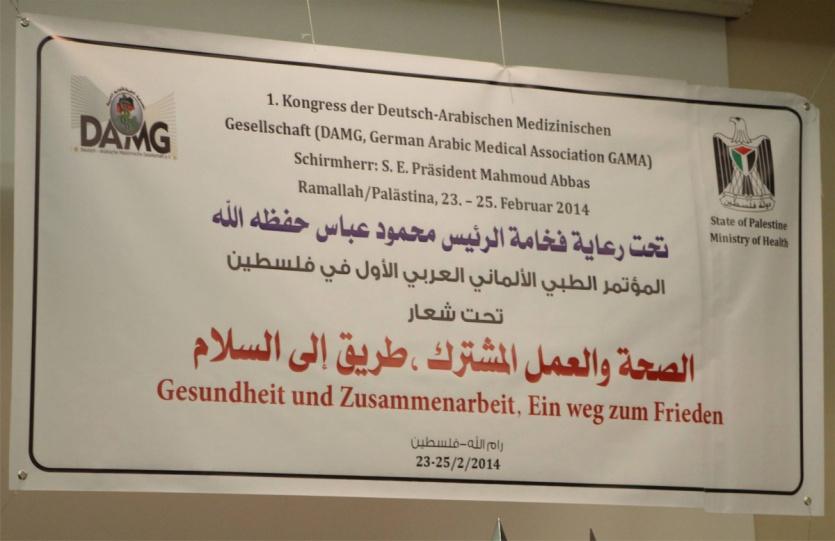 DAMG
1. Kongress der Deutsch-Arabischen Medizinischen
Gesellschaft (DAMG, German Arabic Medical Association GAMA)
Schirmherr: S. E. Präsident Mahmoud Abbas
Ramallah/Palästina, 23. – 25. Februar 2014
State of Palestine
Ministry of Health
تحت رعاية فخامة الرئيس محمود عباس حفظه الله
المؤتمر الطبي الألماني العربي الأول في فلسطين
تحت شعار
الصحة والعمل المشترك ، طريق إلى السلام
Gesundheit und Zusammenarbeit, Ein weg zum Frieden
رام الله-فلسطين
23-25/2/2014